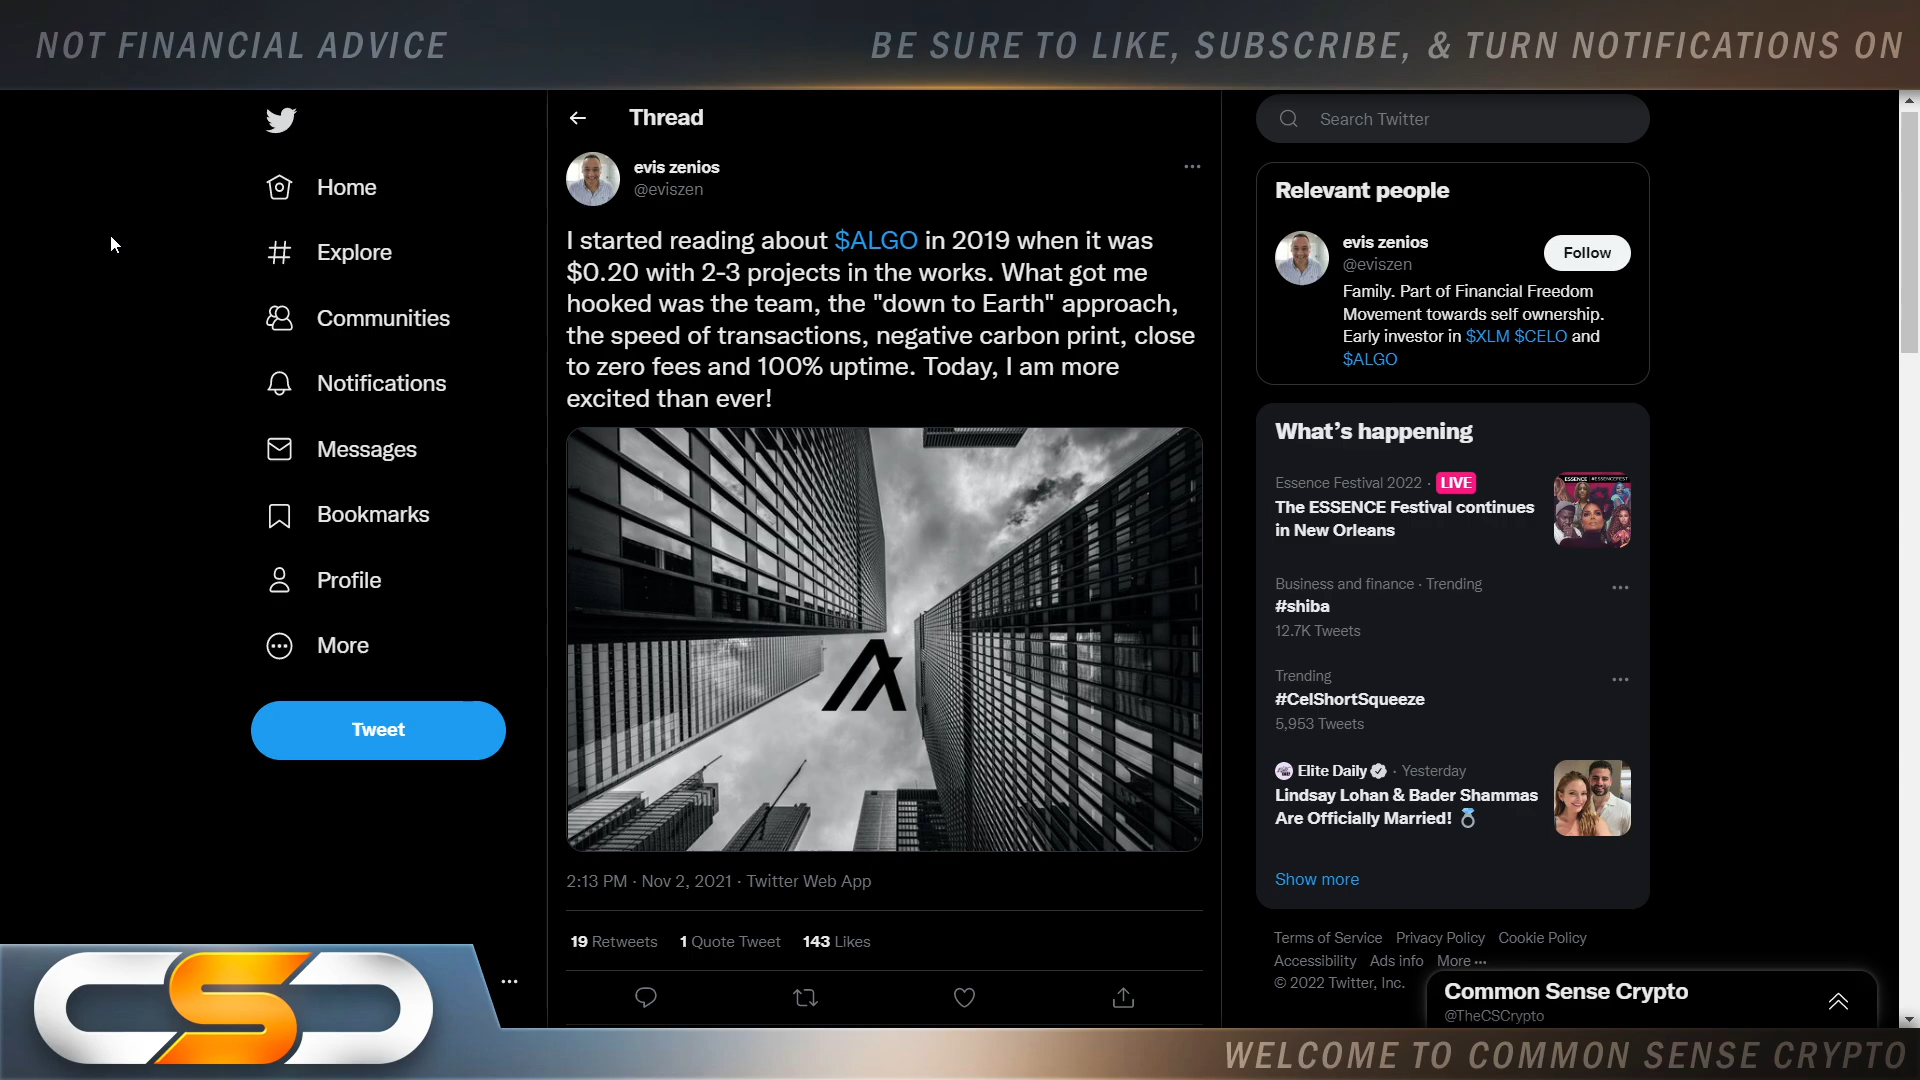 NOT FINANCIAL ADVICE
BE SURE TO LIKE, SUBSCRIBE, & TURN NOTIFICATIONS ON
Home
Explore
Communities
Notifications
Messages
Bookmarks
Profile
More
Tweet
Thread
evis zenios
@eviszen
I started reading about $ALGO in 2019 when it was
$0.20 with 2-3 projects in the works. What got me
hooked was the team, the "down to Earth" approach,
the speed of transactions, negative carbon print, close
to zero fees and 100% uptime. Today, I am more
excited than ever!
2:13 PM · Nov 2, 2021 · Twitter Web App
19 Retweets 1 Quote Tweet 143 Likes
Search Twitter
Relevant people
evis zenios
@eviszen
Follow
Family. Part of Financial Freedom
Movement towards self ownership.
Early investor in $XLM $CELO and
$ALGO
What's happening
Essence Festival 2022 · LIVE
The ESSENCE Festival continues
in New Orleans
Business and finance · Trending
#shiba
12.7K Tweets
Trending
#CelShortSqueeze
5,953 Tweets
Elite Daily · Yesterday
Lindsay Lohan & Bader Shammas
Are Officially Married!
Show more
Terms of Service Privacy Policy Cookie Policy
Accessibility Ads info More
© 2022 Twitter, Inc.
Common Sense Crypto
@TheCSCrypto
CSC
WELCOME TO COMMON SENSE CRYPTO